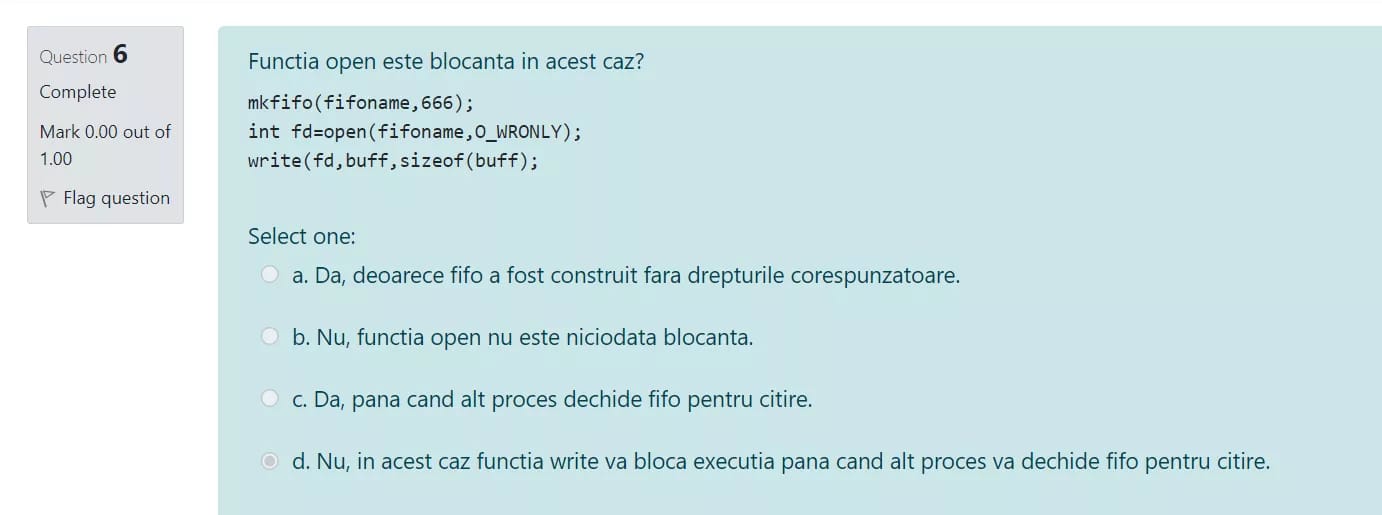 Question 6
Complete
Mark 0.00 out of
1.00
Flag question
Functia open este blocanta in acest caz?
mkfifo(fifoname,666);
int fd=open(fifoname,O_WRONLY);
write(fd,buff,sizeof(buff);
Select one:
a. Da, deoarece fifo a fost construit fara drepturile corespunzatoare.
b. Nu, functia open nu este niciodata blocanta.
c. Da, pana cand alt proces dechide fifo pentru citire.
d. Nu, in acest caz functia write va bloca executia pana cand alt proces va dechide fifo pentru citire.